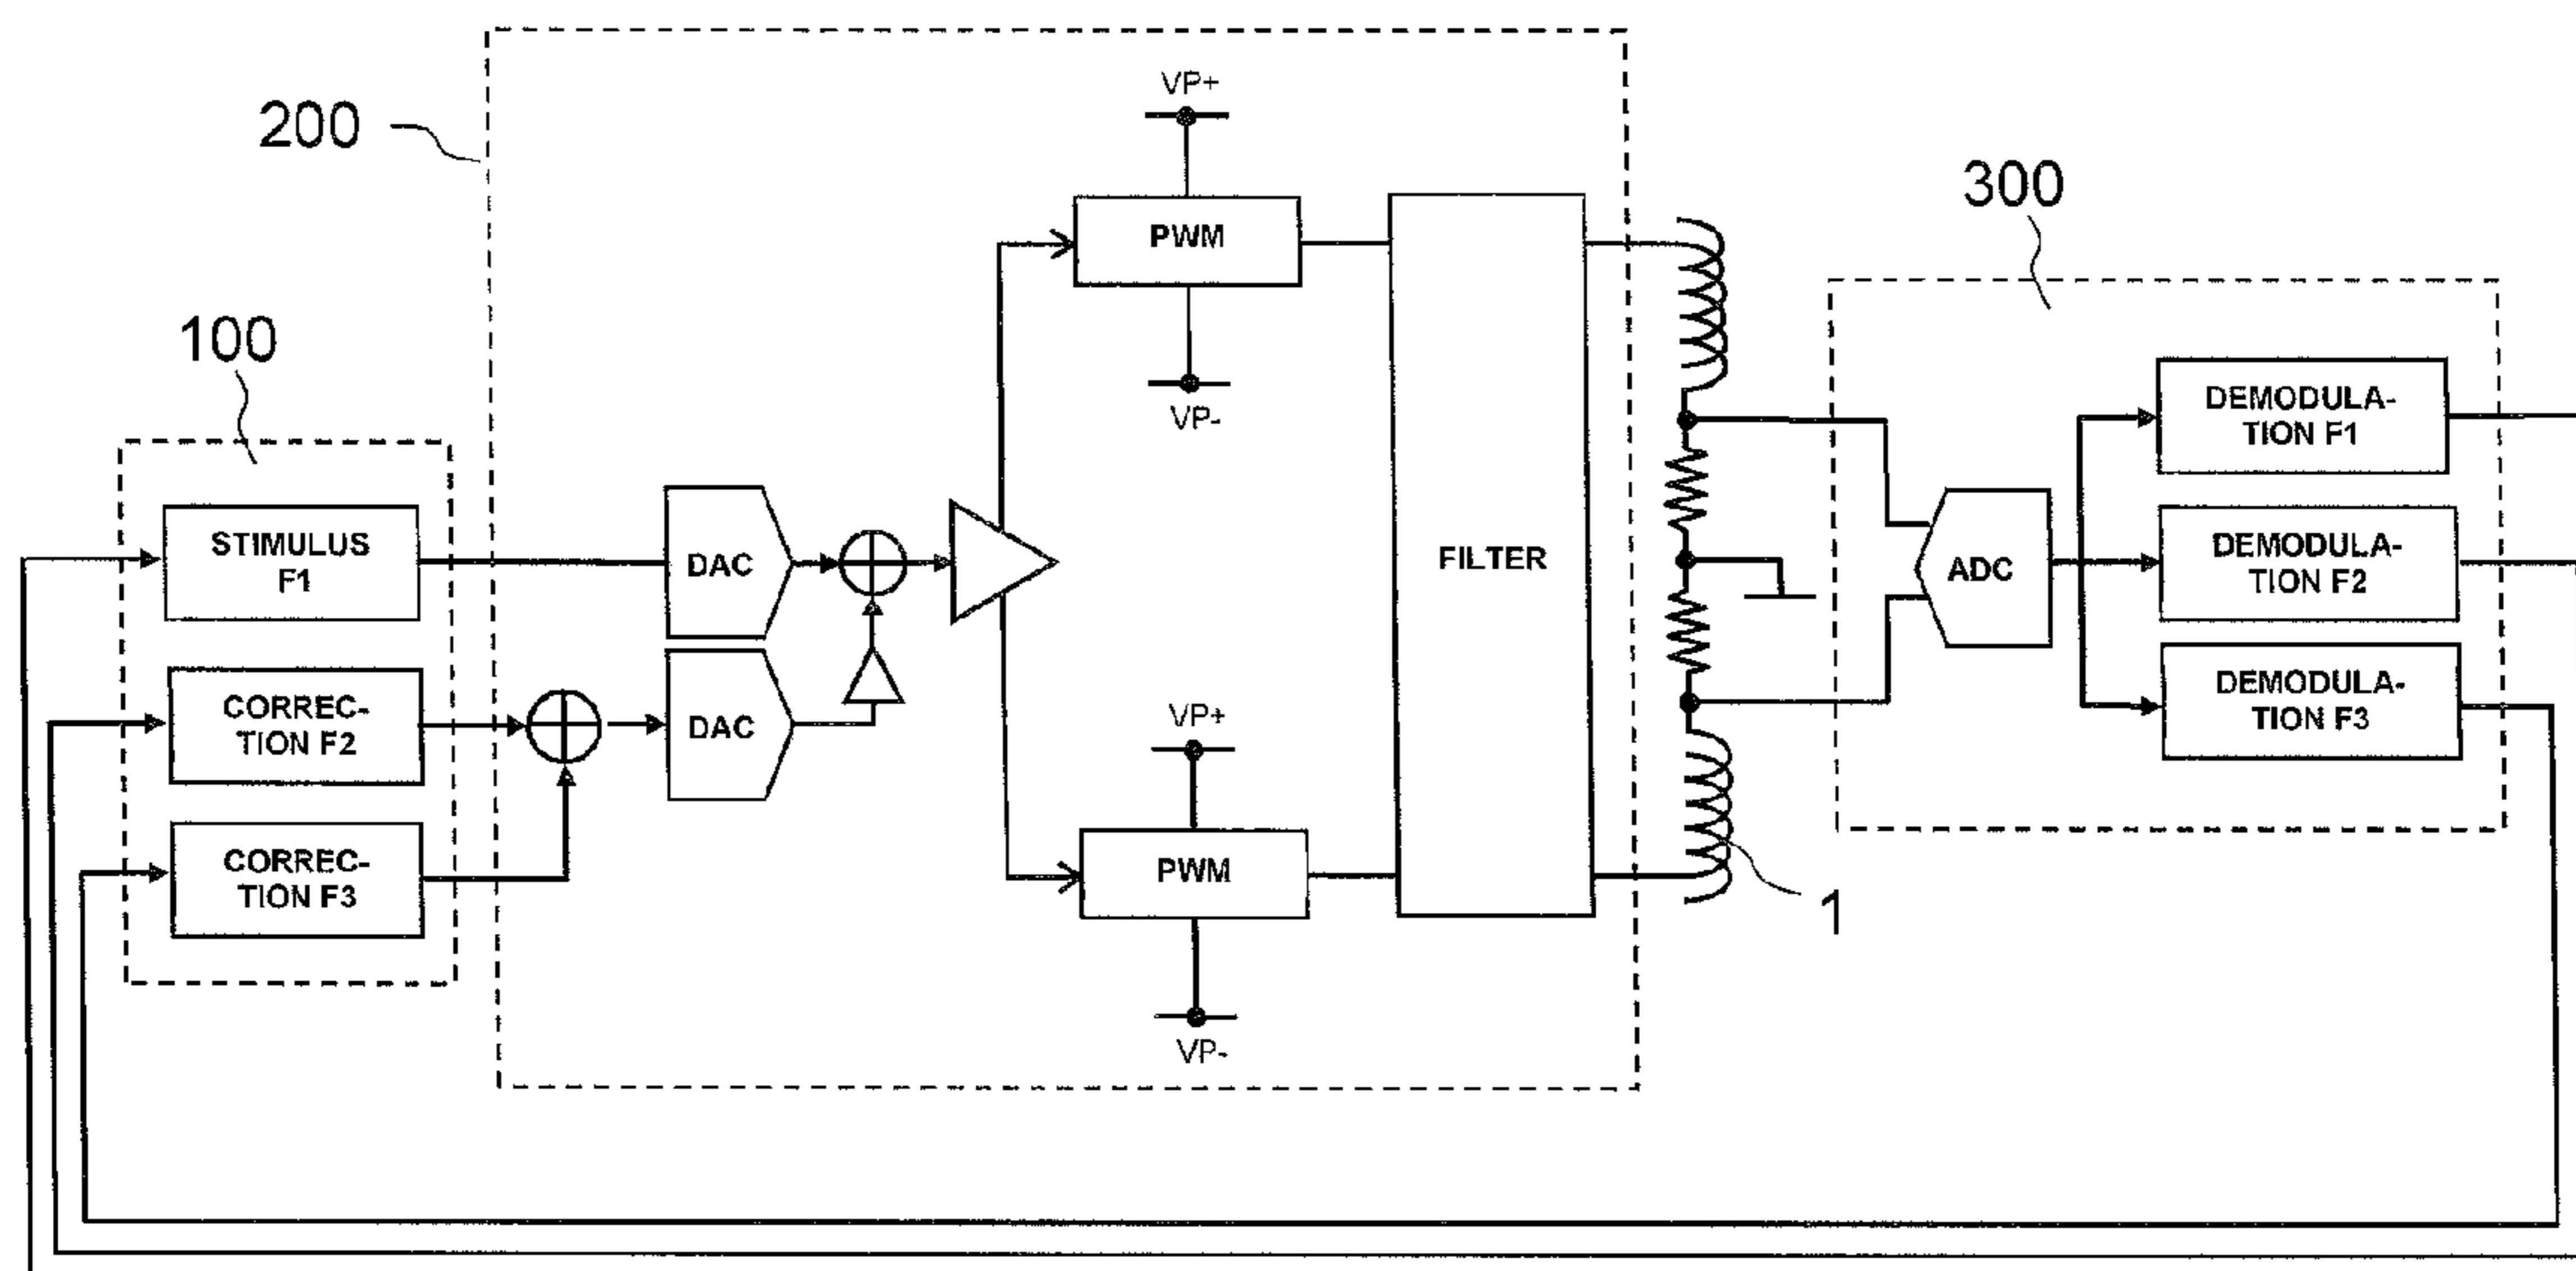 200
VP+
PWM
VP-
300
100
STIMULUS
F1
CORREC-
TION F2
CORREC-
TION F3
DAC
DAC
VP+
PWM
VP-
FILTER
1
ADC
DEMODULA-
TION F1
DEMODULA-
TION F2
DEMODULA-
TION F3